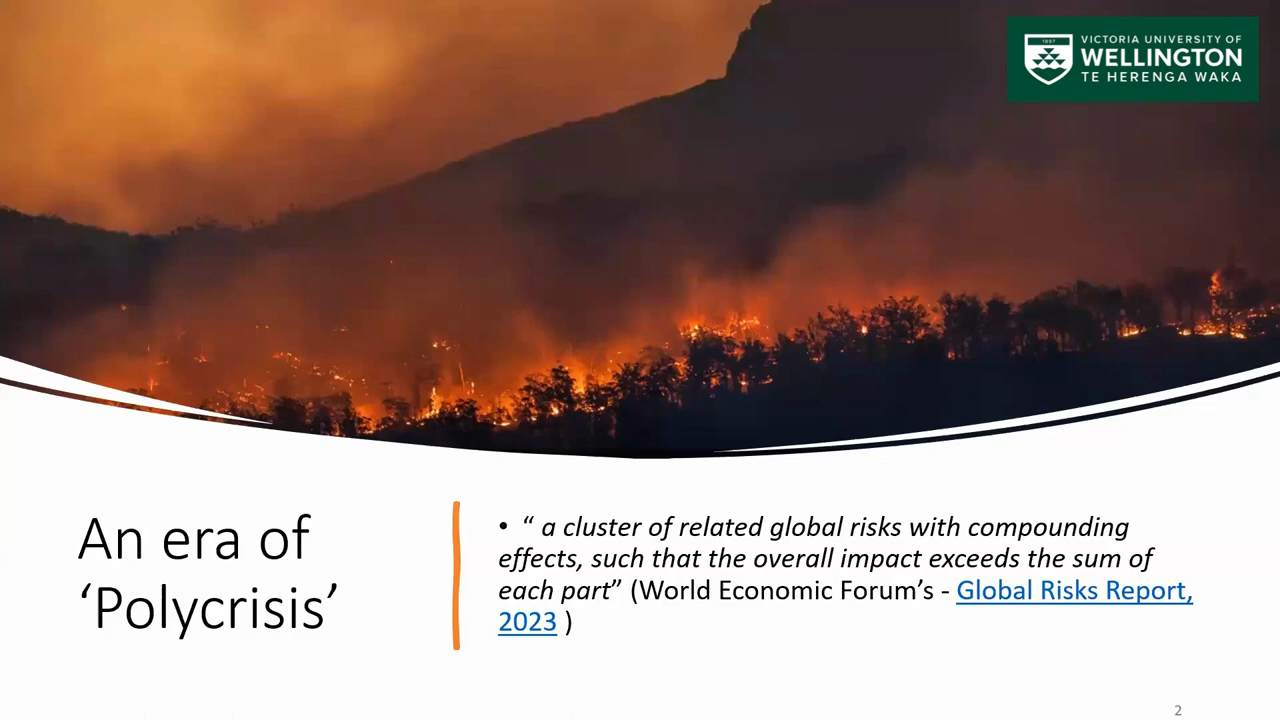 1897
VICTORIA UNIVERSITY OF
WELLINGTON
TE HERENGA WAKA
An era of
‘Polycrisis’
• “ a cluster of related global risks with compounding
effects, such that the overall impact exceeds the sum of
each part” (World Economic Forum’s - Global Risks Report,
2023 )
2